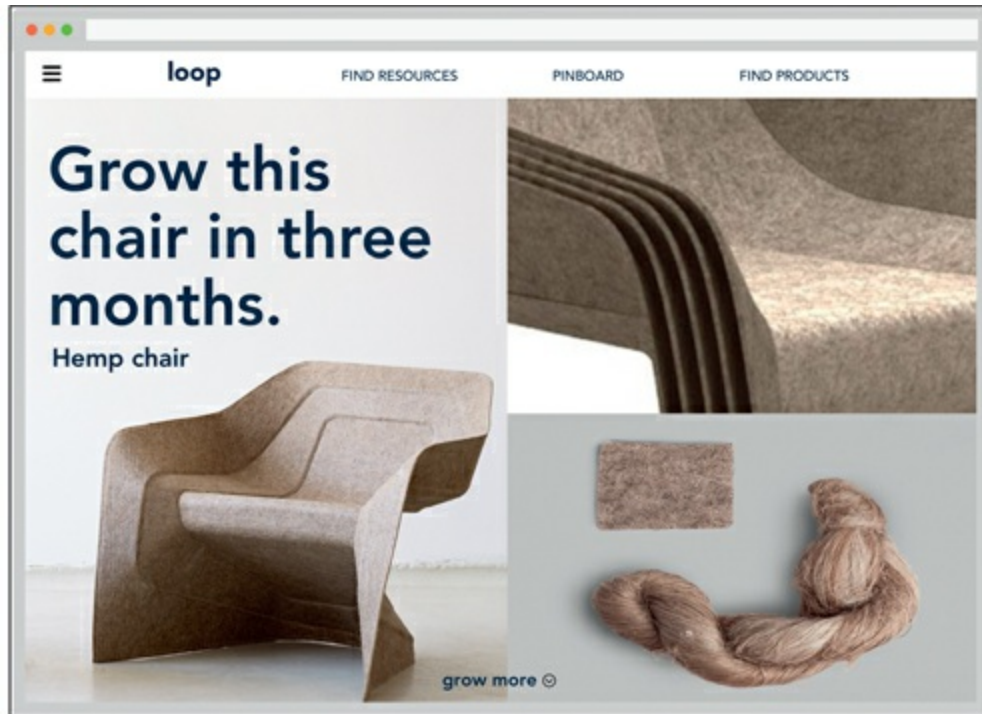 loop
FIND RESOURCES
PINBOARD
FIND PRODUCTS
Grow this
chair in three
months.
Hemp chair
grow more